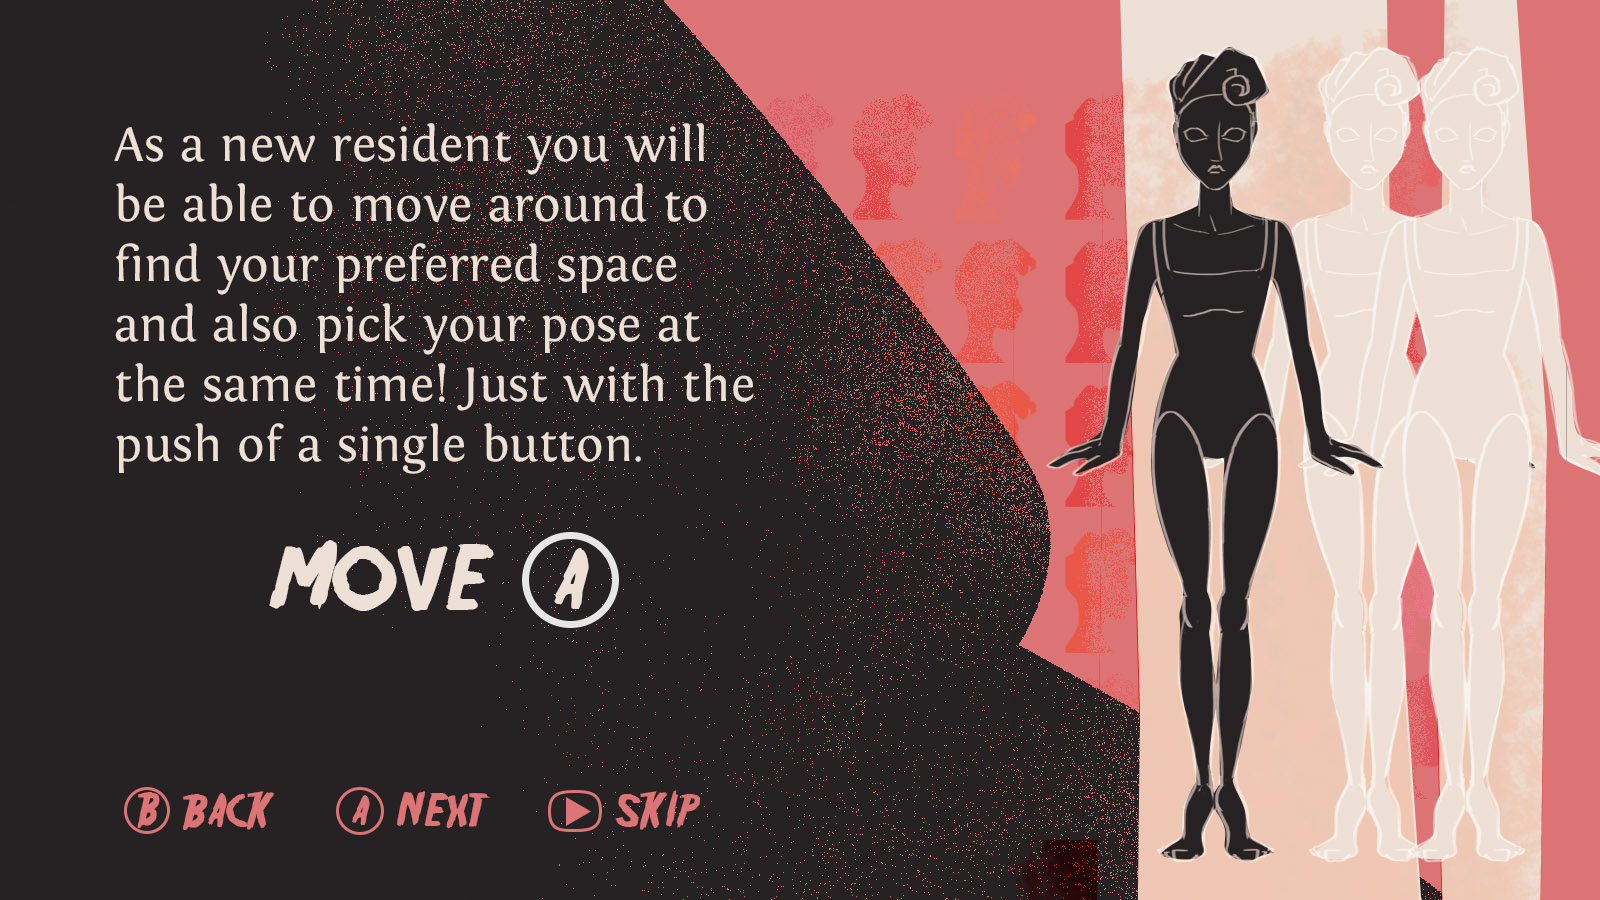 As a new resident you will
be able to move around to
find your preferred space
and also pick your pose at
the same time! Just with the
push of a single button.
MOVE A
B BACK A NEXT SKIP